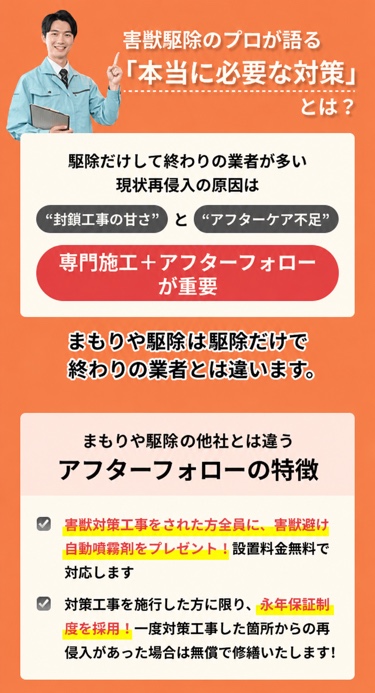 害獣駆除のプロが語る
「本当に必要な対策」
とは？
駆除だけして終わりの業者が多い
現状再侵入の原因は
“封鎖工事の甘さ” と “アフターケア不足”
専門施工＋アフターフォロー
が重要
まもりや駆除は駆除だけで
終わりの業者とは違います。
まもりや駆除の他社とは違う
アフターフォローの特徴
害獣対策工事をされた方全員に、害獣避け
自動噴霧剤をプレゼント！設置料金無料で
対応します
対策工事を施行した方に限り、永年保証制
度を採用！一度対策工事した箇所からの再
侵入があった場合は無償で修繕いたします!